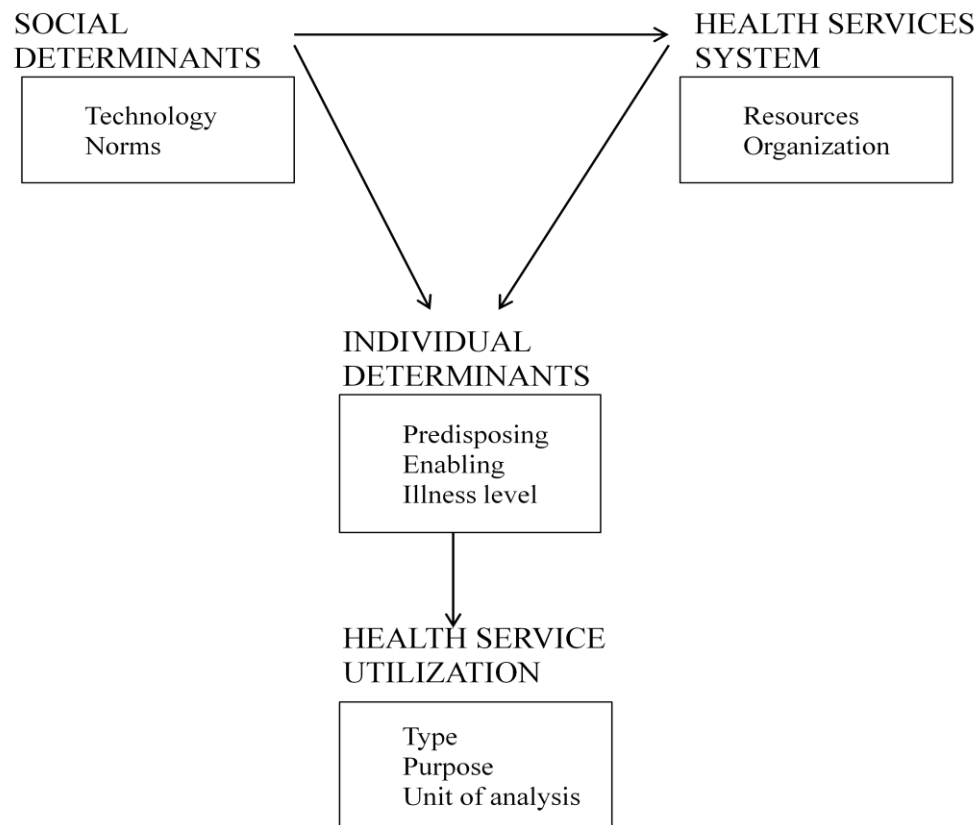 SOCIAL
DETERMINANTS
Technology
Norms
HEALTH SERVICES
SYSTEM
Resources
Organization
INDIVIDUAL
DETERMINANTS
Predisposing
Enabling
Illness level
HEALTH SERVICE
UTILIZATION
Type
Purpose
Unit of analysis